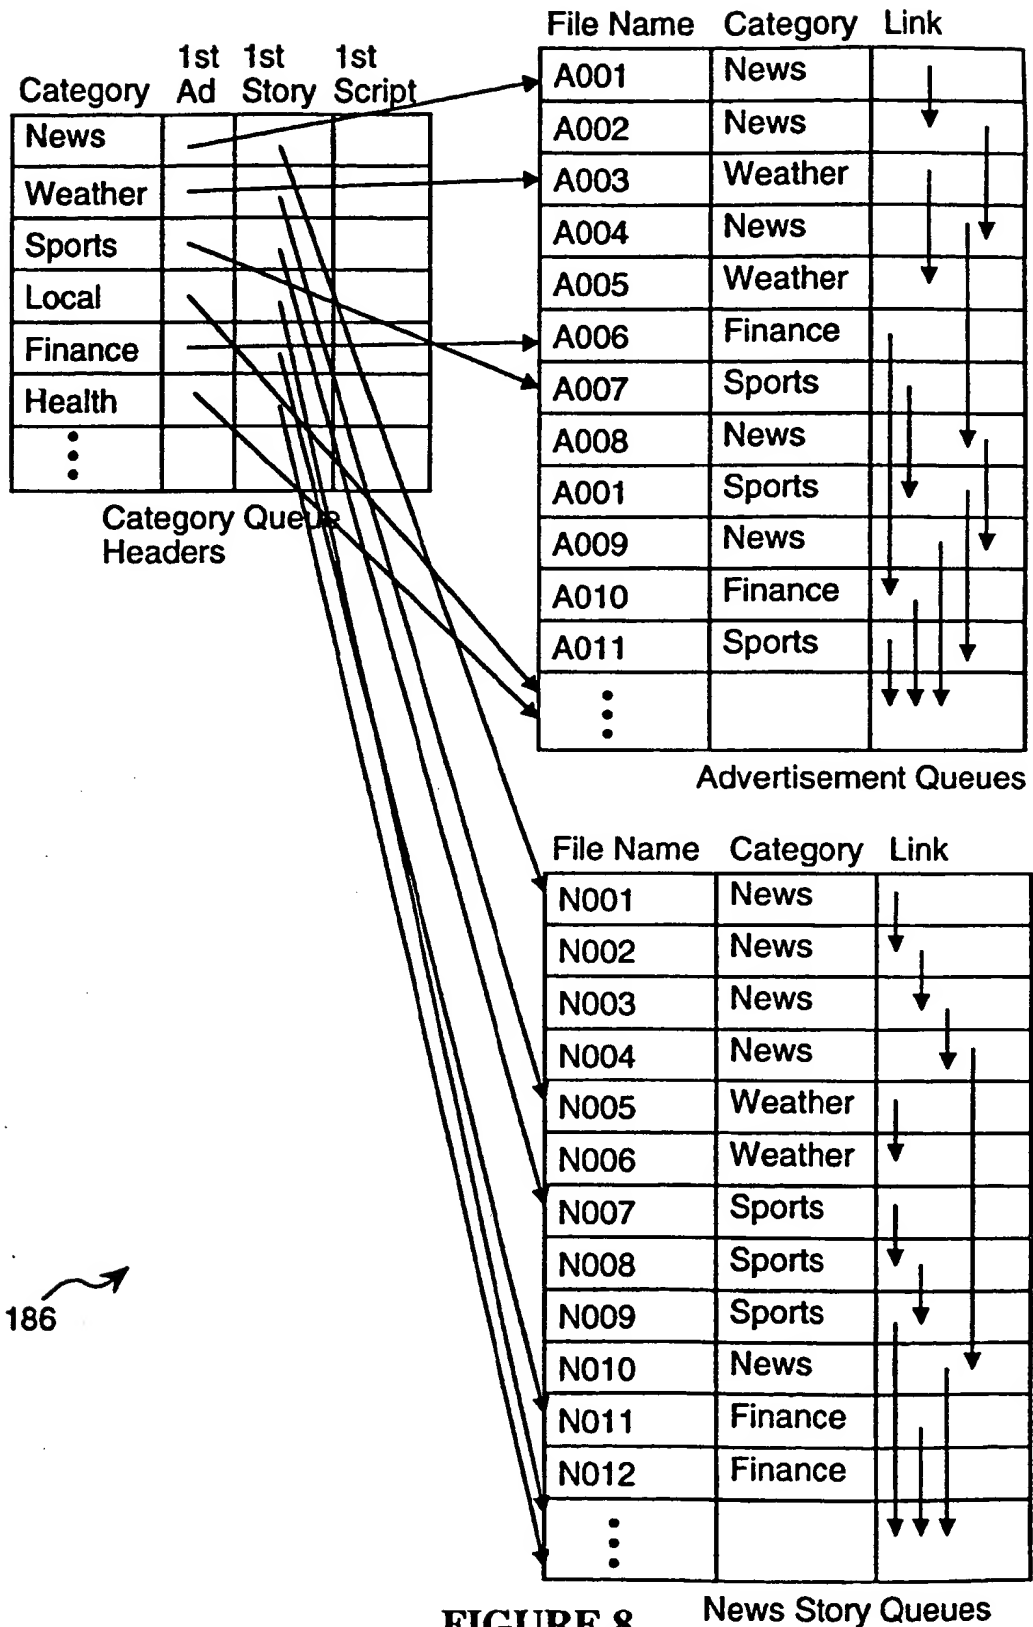 1st 1st 1st
Category Ad Story Script
News
Weather
Sports
Local
Finance
Health
Category Queue
Headers
File Name Category Link
A001 News
A002 News
A003 Weather
A004 News
A005 Weather
A006 Finance
A007 Sports
A008 News
A001 Sports
A009 News
A010 Finance
A011 Sports
Advertisement Queues
File Name Category Link
N001 News
N002 News
N003 News
N004 News
N005 Weather
N006 Weather
N007 Sports
N008 Sports
N009 Sports
N010 News
N011 Finance
N012 Finance
News Story Queues
186
FIGURE 8